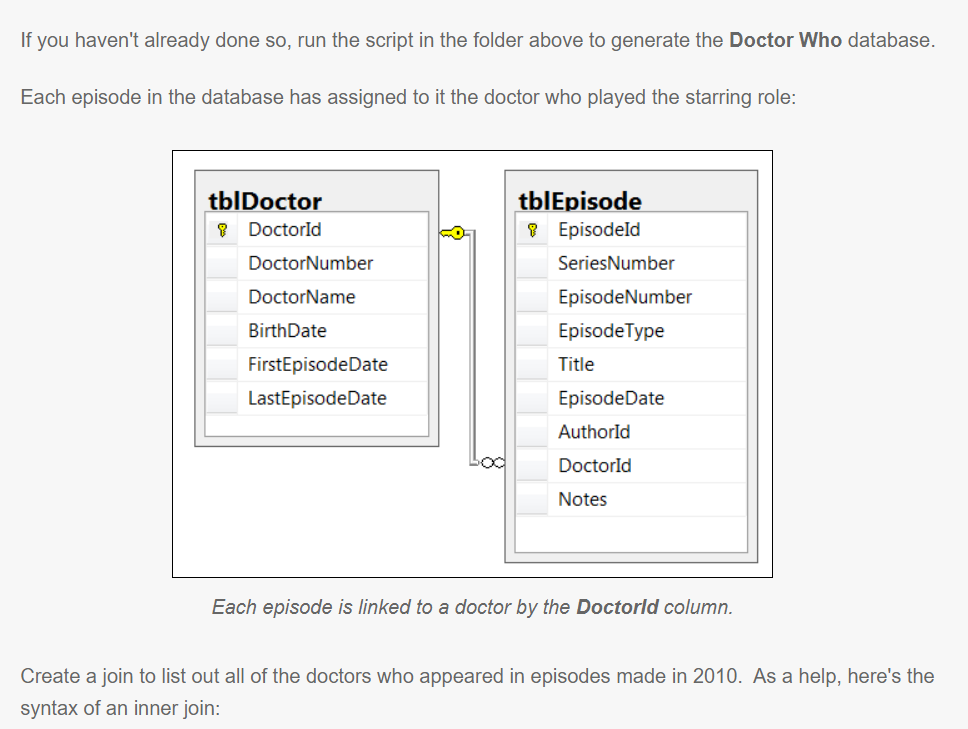 If you haven't already done so, run the script in the folder above to generate the Doctor Who database.
Each episode in the database has assigned to it the doctor who played the starring role:
tblDoctor
DoctorId
DoctorNumber
DoctorName
BirthDate
FirstEpisodeDate
LastEpisodeDate
tblEpisode
EpisodeId
SeriesNumber
EpisodeNumber
EpisodeType
Title
EpisodeDate
AuthorId
DoctorId
Notes
Each episode is linked to a doctor by the DoctorId column.
Create a join to list out all of the doctors who appeared in episodes made in 2010. As a help, here's the
syntax of an inner join: